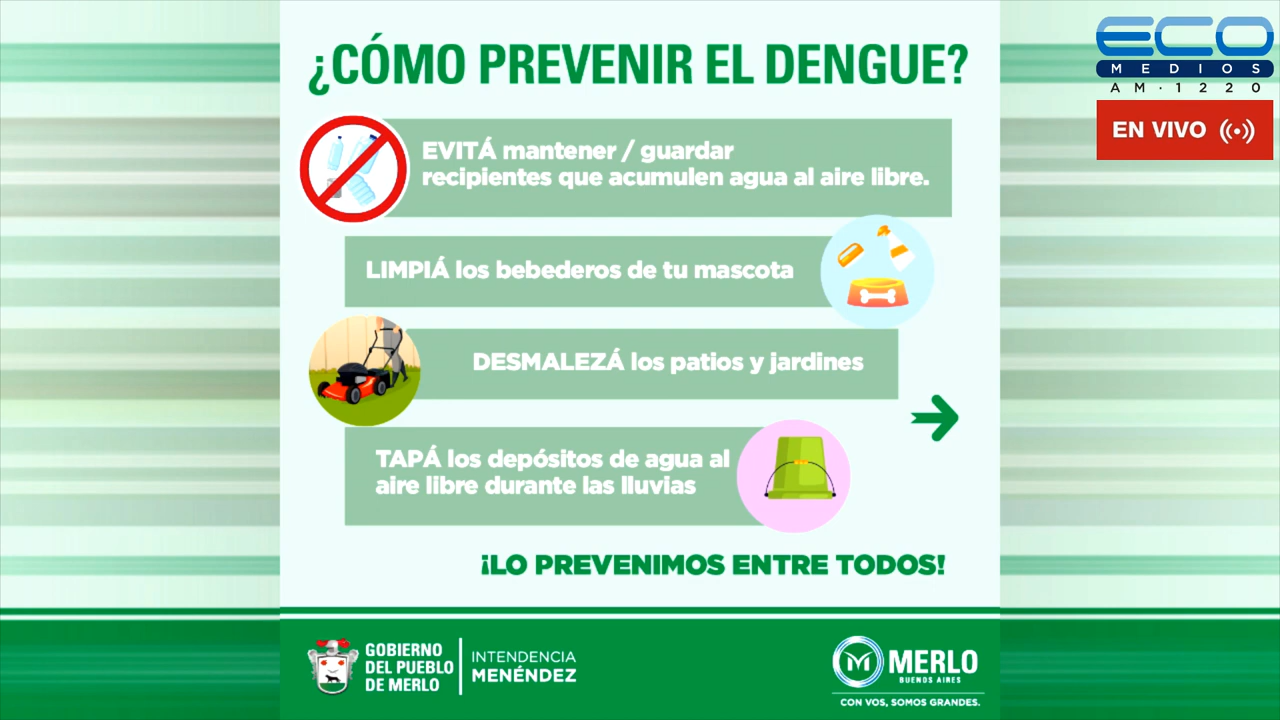 ¿CÓMO PREVENIR EL DENGUE?
ECO
MEDIOS
AM·1220
EN VIVO
EVITÁ mantener / guardar
recipientes que acumulen agua al aire libre.
LIMPIÁ los bebederos de tu mascota
DESMALEZÁ los patios y jardines
TAPÁ los depósitos de agua al
aire libre durante las lluvias
¡LO PREVENIMOS ENTRE TODOS!
GOBIERNO
DEL PUEBLO
DE MERLO
INTENDENCIA
MENÉNDEZ
MERLO
BUENOS AIRES
CON VOS, SOMOS GRANDES.